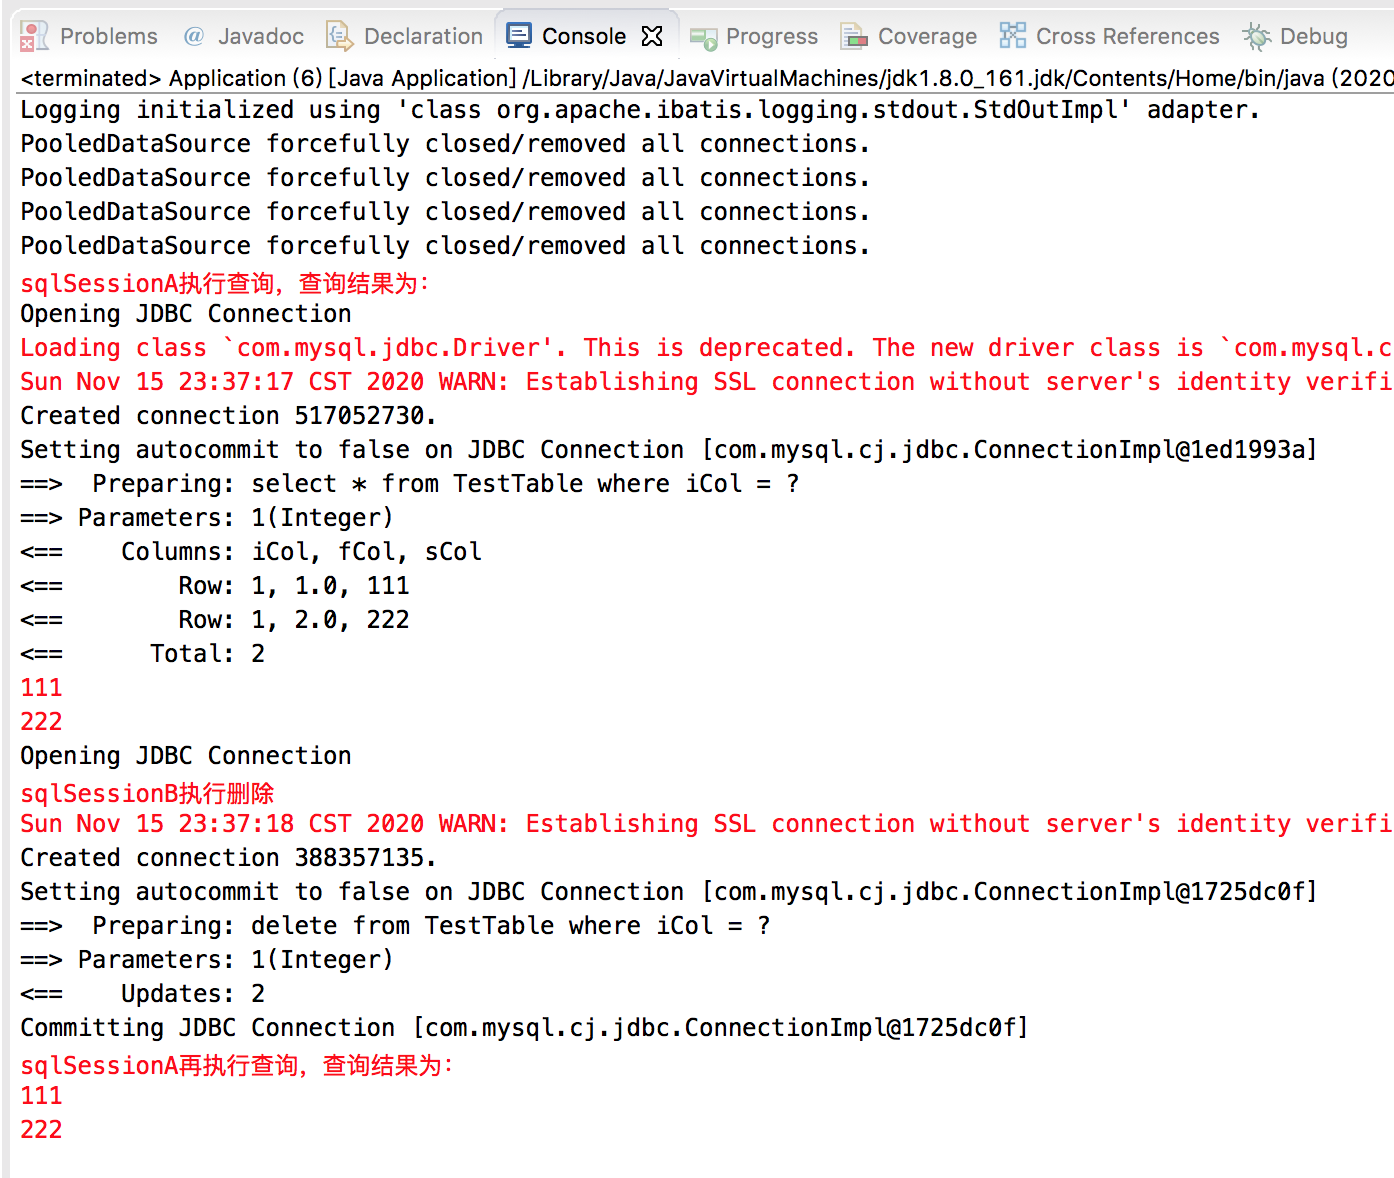 Problems @ Javadoc Declaration Console Progress Coverage Cross References Debug
<terminated> Application (6) [Java Application] /Library/Java/JavaVirtualMachines/jdk1.8.0_161.jdk/Contents/Home/bin/java (2020
Logging initialized using 'class org.apache.ibatis.logging.stdout.StdOutImpl' adapter.
PooledDataSource forcefully closed/removed all connections.
PooledDataSource forcefully closed/removed all connections.
PooledDataSource forcefully closed/removed all connections.
PooledDataSource forcefully closed/removed all connections.
sqlSessionA执行查询，查询结果为：
Opening JDBC Connection
Loading class `com.mysql.jdbc.Driver'. This is deprecated. The new driver class is `com.mysql.c
Sun Nov 15 23:37:17 CST 2020 WARN: Establishing SSL connection without server's identity verifi
Created connection 517052730.
Setting autocommit to false on JDBC Connection [com.mysql.cj.jdbc.ConnectionImpl@1ed1993a]
==>  Preparing: select * from TestTable where iCol = ?
==> Parameters: 1(Integer)
<==    Columns: iCol, fCol, sCol
<==        Row: 1, 1.0, 111
<==        Row: 1, 2.0, 222
<==      Total: 2
111
222
Opening JDBC Connection
sqlSessionB执行删除
Sun Nov 15 23:37:18 CST 2020 WARN: Establishing SSL connection without server's identity verifi
Created connection 388357135.
Setting autocommit to false on JDBC Connection [com.mysql.cj.jdbc.ConnectionImpl@1725dc0f]
==>  Preparing: delete from TestTable where iCol = ?
==> Parameters: 1(Integer)
<==    Updates: 2
Committing JDBC Connection [com.mysql.cj.jdbc.ConnectionImpl@1725dc0f]
sqlSessionA再执行查询，查询结果为：
111
222